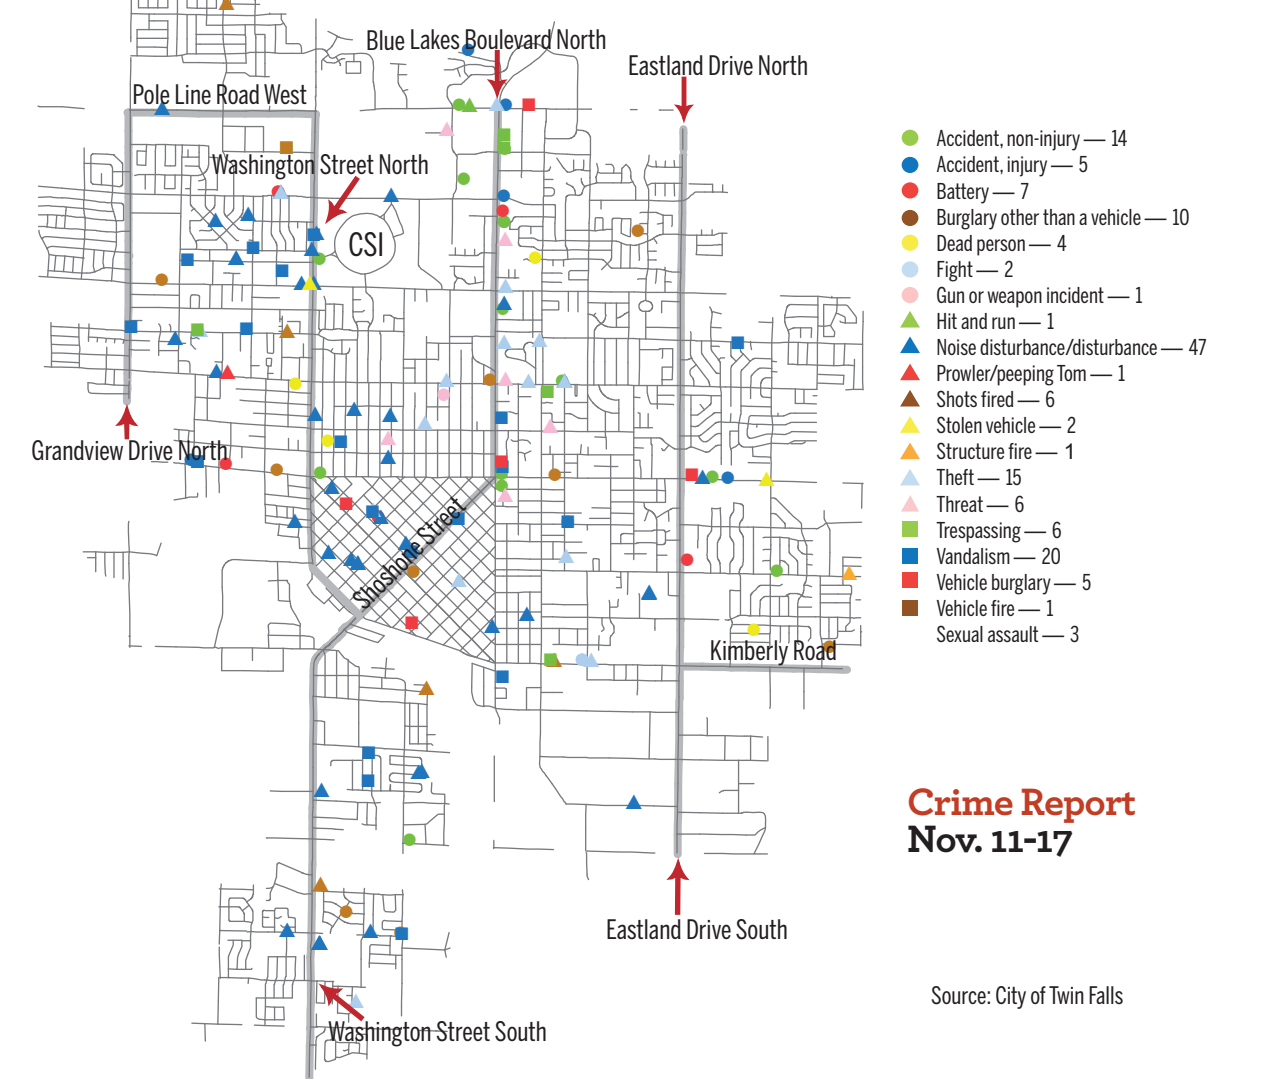 Blue Lakes Boulevard North
Eastland Drive North
Pole Line Road West
Washington Street North
CSI
Grandview Drive North
Shoshone Street
Kimberly Road
Eastland Drive South
Washington Street South
Accident, non-injury — 14
Accident, injury — 5
Battery — 7
Burglary other than a vehicle — 10
Dead person — 4
Fight — 2
Gun or weapon incident — 1
Hit and run — 1
Noise disturbance/disturbance — 47
Prowler/peeping Tom — 1
Shots fired — 6
Stolen vehicle — 2
Structure fire — 1
Theft — 15
Threat — 6
Trespassing — 6
Vandalism — 20
Vehicle burglary — 5
Vehicle fire — 1
Sexual assault — 3
Crime Report
Nov. 11-17
Source: City of Twin Falls